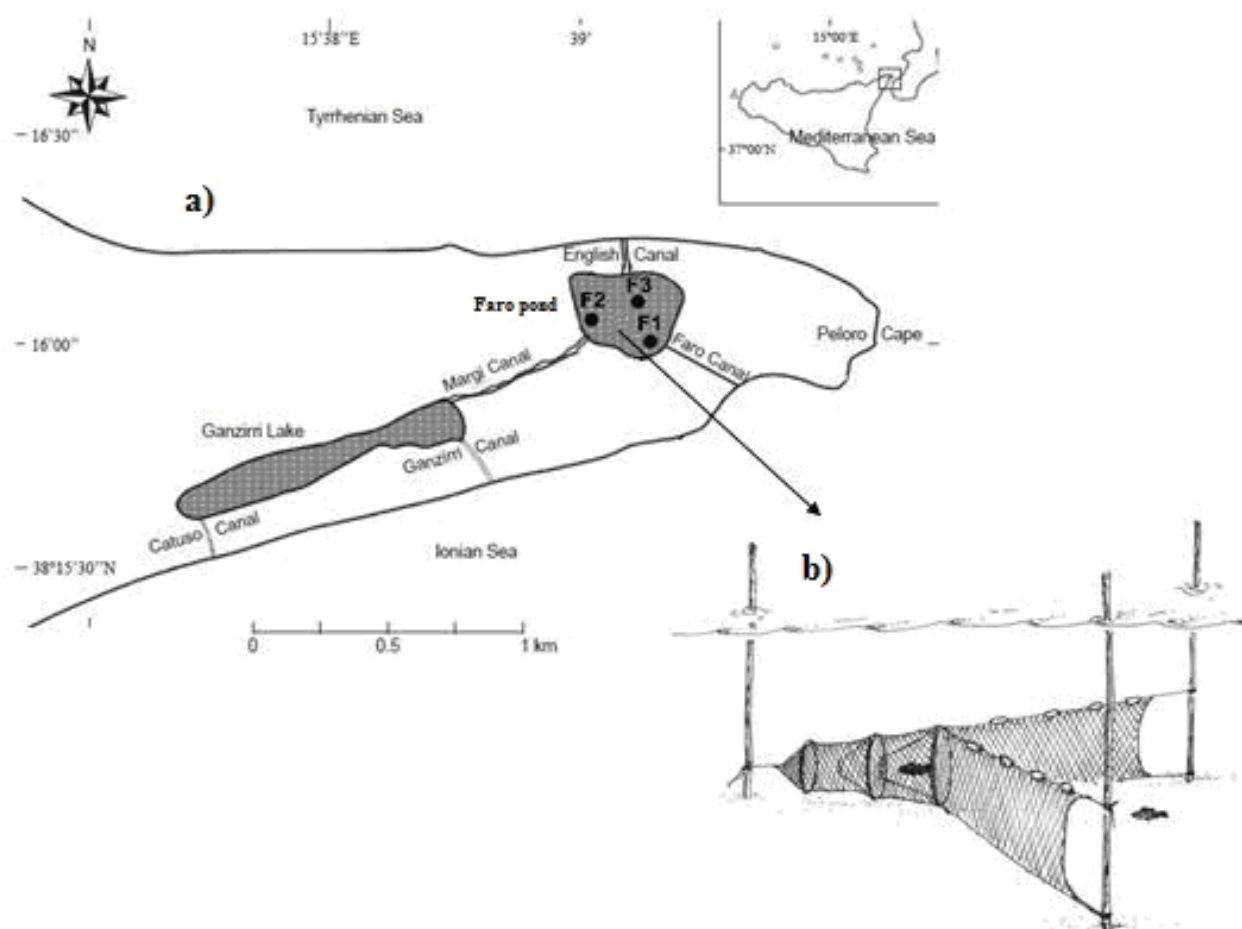 N
15'38''E
39'
15°00'E
Tyrrhenian Sea
16'30''
Mediterranean Sea
37°00'N
a)
English Canal
Faro pond
F3
F2
F1
Peloro Cape
16'00''
Faro Canal
Margi Canal
Ganzirri Lake
Ganzirri Canal
Catuso Canal
Ionian Sea
38°15'30''N
b)
0 0.5 1 km